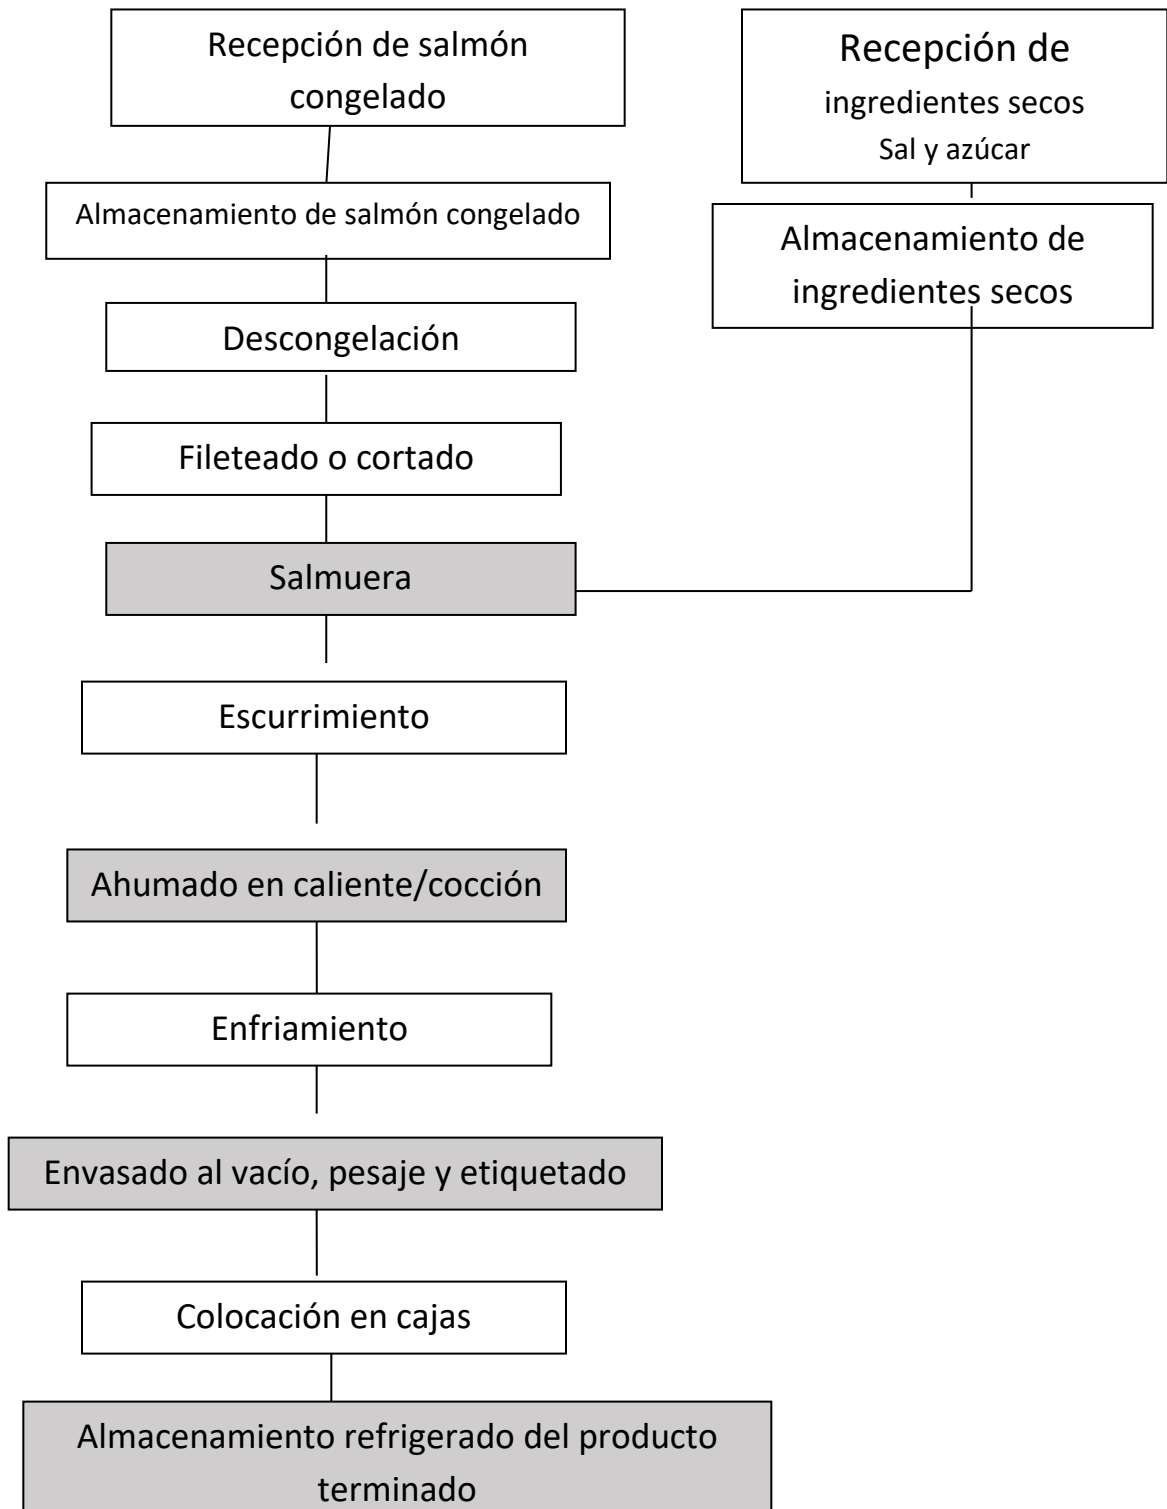 Recepción de salmón
congelado
Recepción de
ingredientes secos
Sal y azúcar
Almacenamiento de salmón congelado
Almacenamiento de
ingredientes secos
Descongelación
Fileteado o cortado
Salmuera
Escurrimiento
Ahumado en caliente/cocción
Enfriamiento
Envasado al vacío, pesaje y etiquetado
Colocación en cajas
Almacenamiento refrigerado del producto
terminado